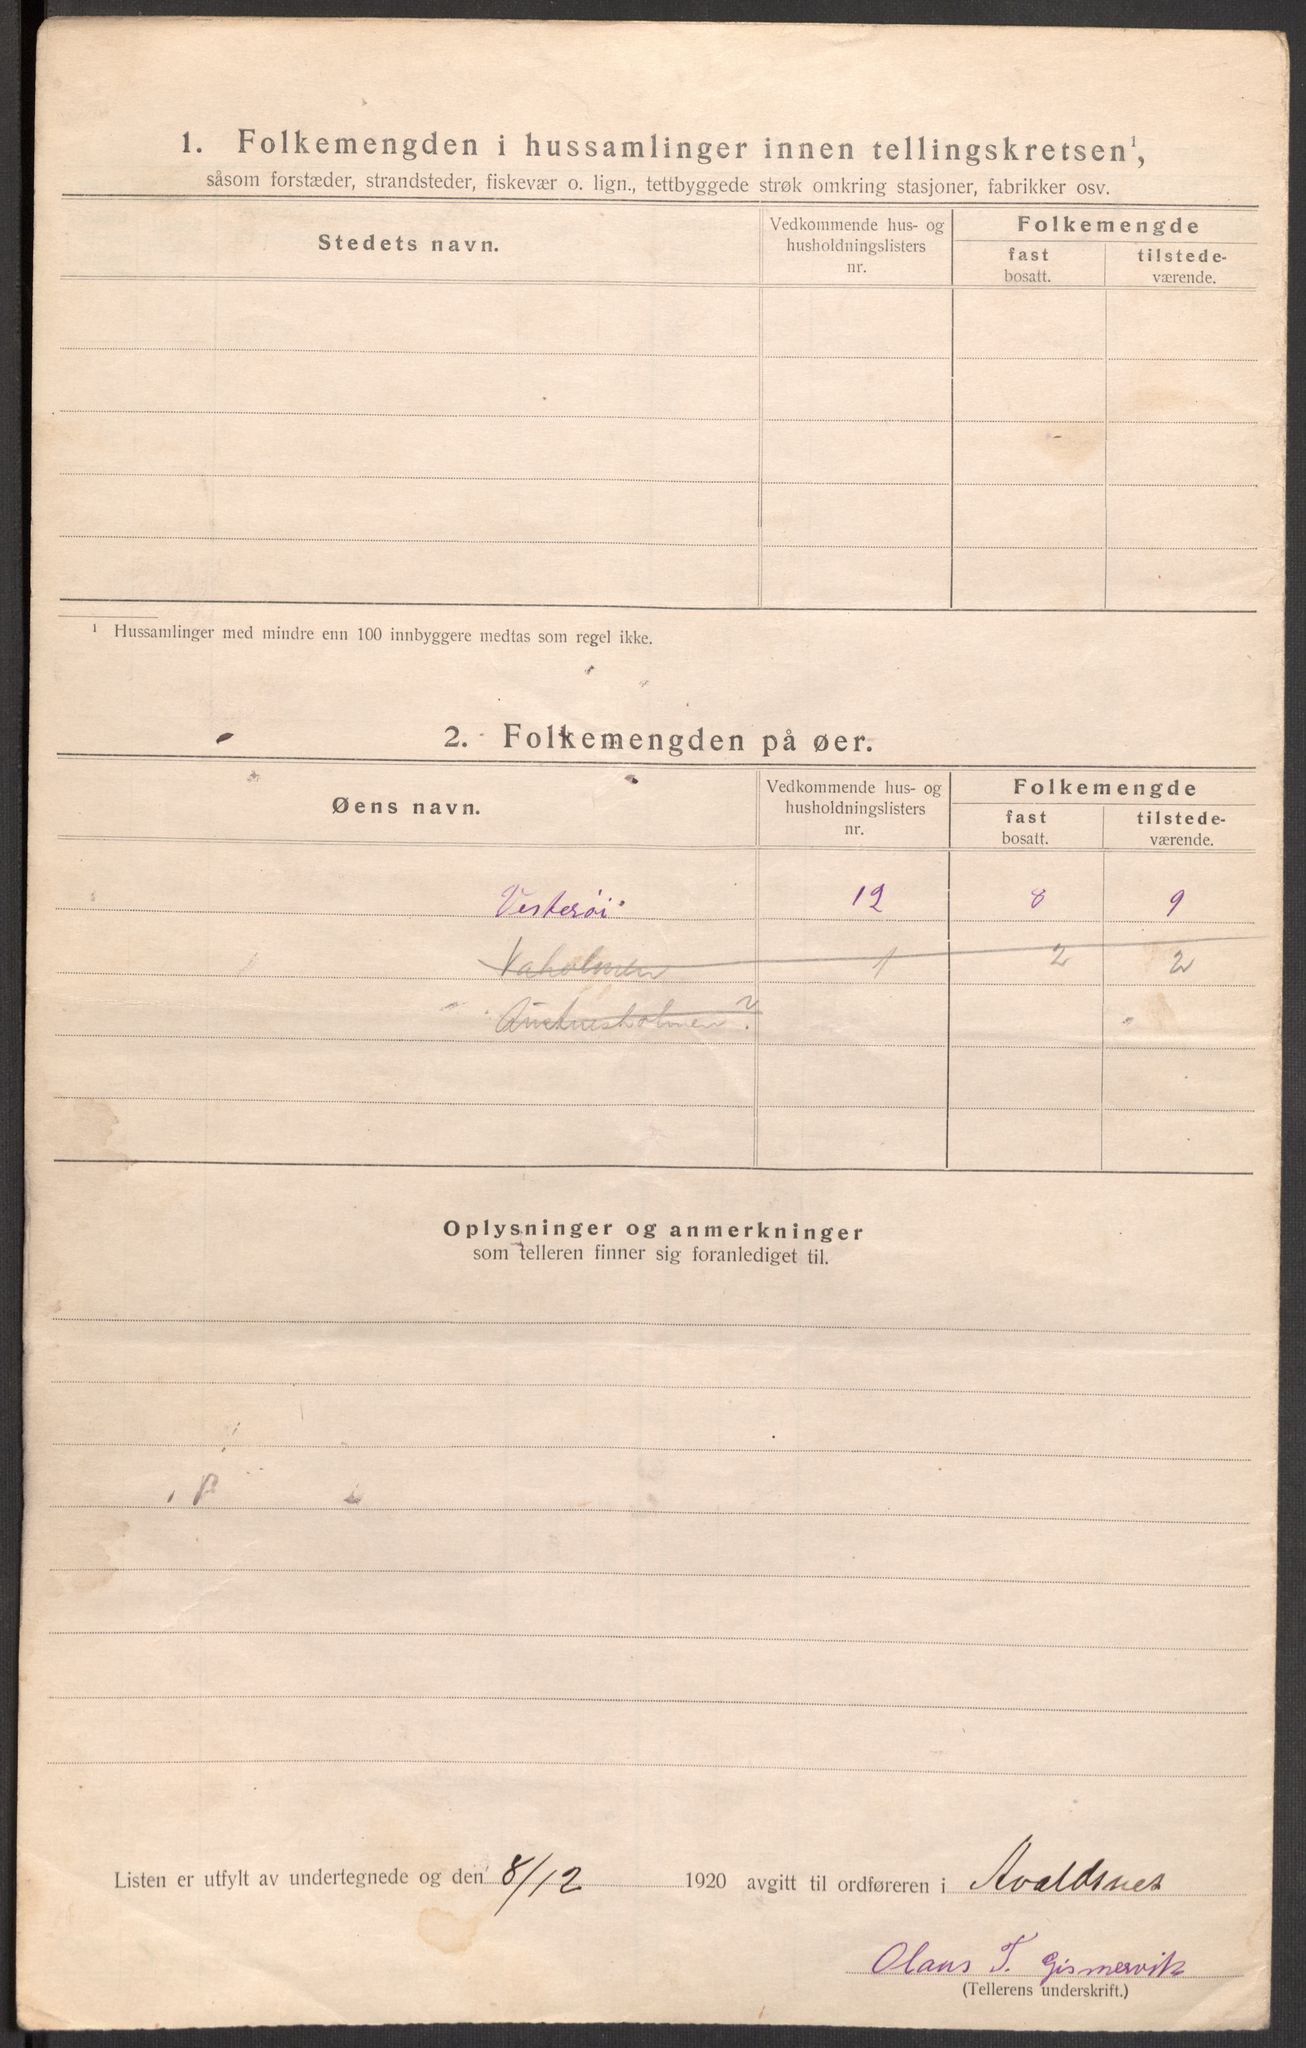 1. Folkemengden i hussamlinger innen tellingskretsen¹,
såsom forstæder, strandsteder, fiskevær o. lign., tettbyggede strøk omkring stasjoner, fabrikker osv.
Stedets navn.
Vedkommende hus- og
husholdningslisters
nr.
Folkemengde
fast
bosatt.
tilstede-
værende.
¹ Hussamlinger med mindre enn 100 innbyggere medtas som regel ikke.
2. Folkemengden på øer.
Øens navn.
Vedkommende hus- og
husholdningslisters
nr.
Folkemengde
fast
bosatt.
tilstede-
værende.
Vesterøi 12 8 9
1 2 2
Oplysninger og anmerkninger
som telleren finner sig foranlediget til.
Listen er utfylt av undertegnede og den 8/12 1920 avgitt til ordføreren i Avaldsnes
Olaus T. Gismervik
(Tellerens underskrift.)